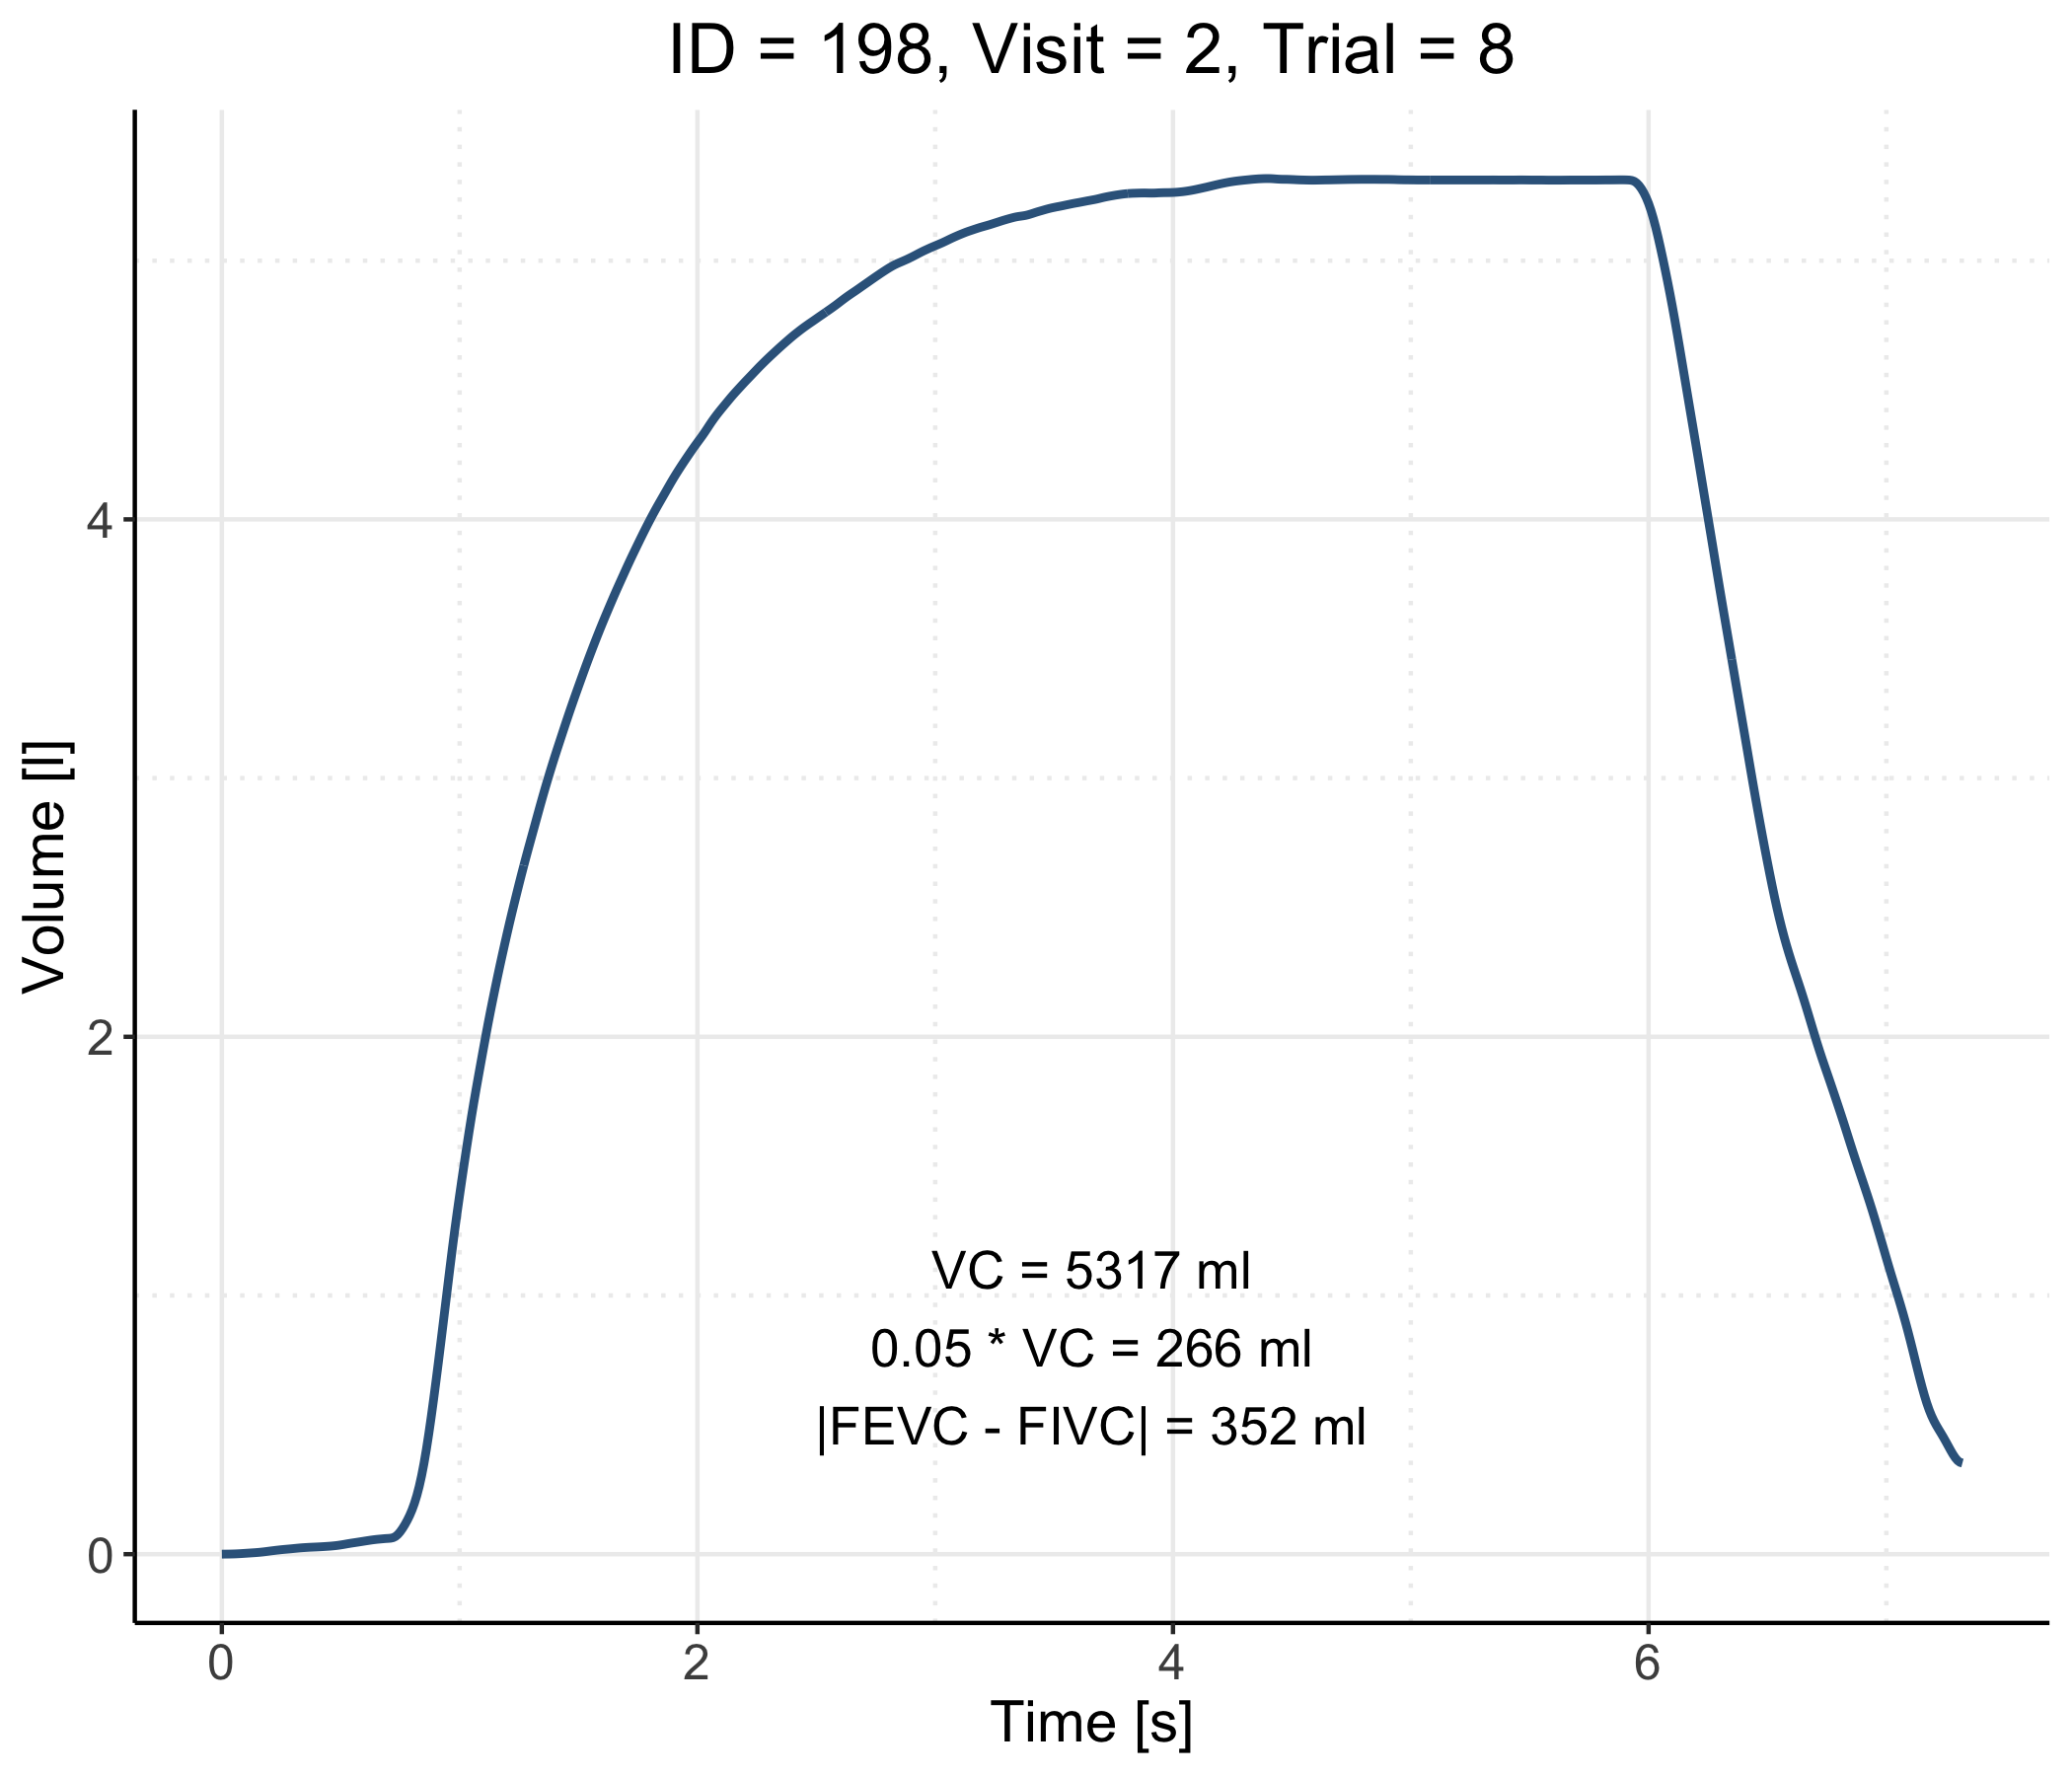 ID = 198, Visit = 2, Trial = 8
Volume [l]
4
2
0
VC = 5317 ml
0.05 * VC = 266 ml
|FEVC - FIVC| = 352 ml
0 2 4 6
Time [s]